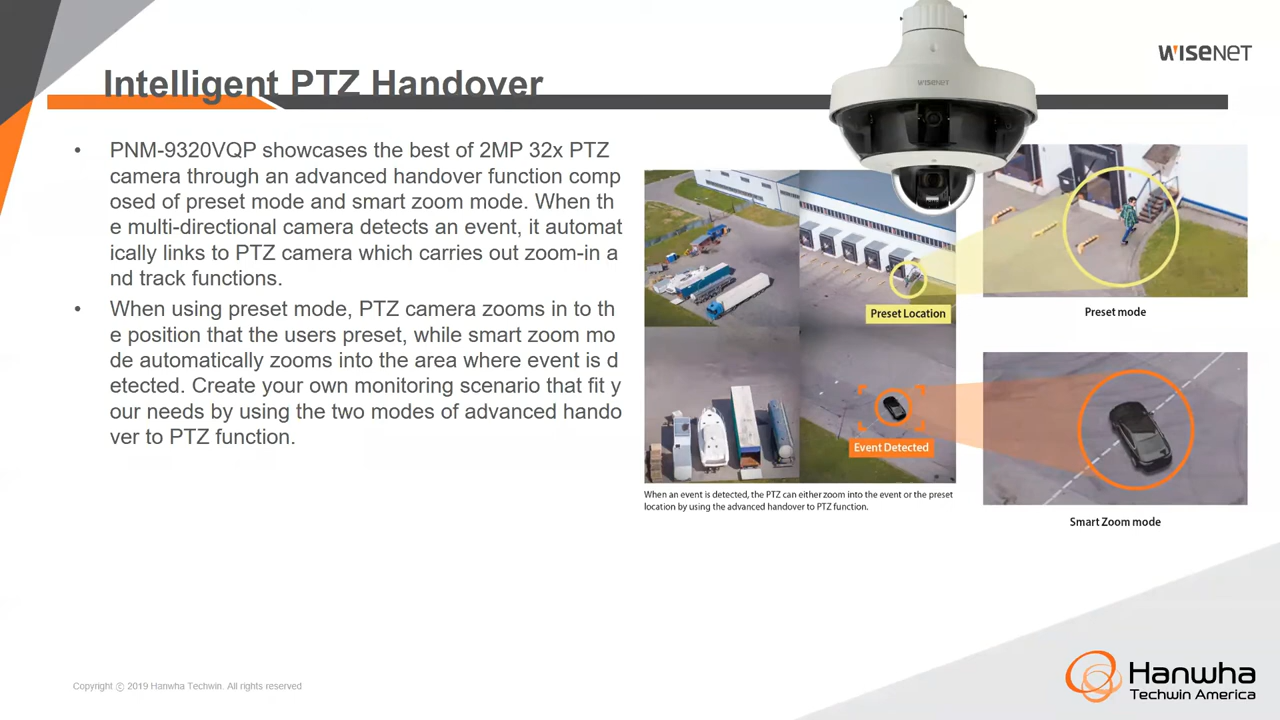 WISENET
Intelligent PTZ Handover
WISENET
• PNM-9320VQP showcases the best of 2MP 32x PTZ
camera through an advanced handover function comp
osed of preset mode and smart zoom mode. When th
e multi-directional camera detects an event, it automat
ically links to PTZ camera which carries out zoom-in a
nd track functions.
• When using preset mode, PTZ camera zooms in to th
e position that the users preset, while smart zoom mo
de automatically zooms into the area where event is d
etected. Create your own monitoring scenario that fit y
our needs by using the two modes of advanced hando
ver to PTZ function.
Preset Location
Preset mode
Event Detected
When an event is detected, the PTZ can either zoom into the event or the preset
location by using the advanced handover to PTZ function.
Smart Zoom mode
Copyright ⓒ 2019 Hanwha Techwin. All rights reserved
Hanwha
Techwin America